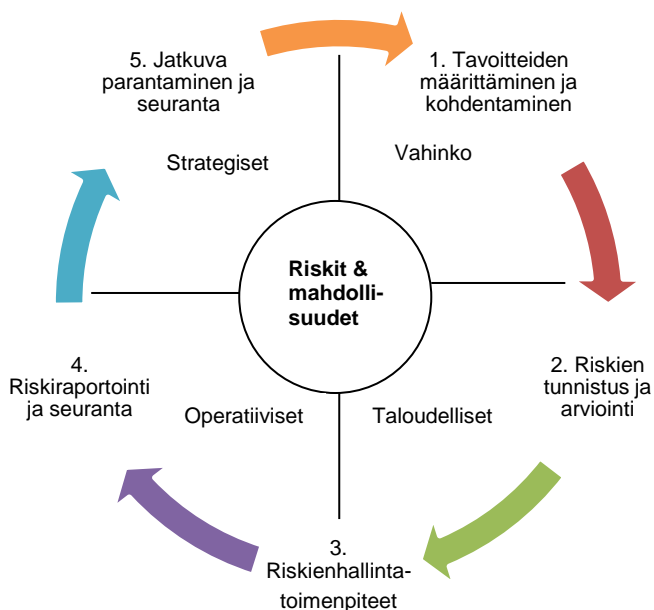 5. Jatkuva
parantaminen ja
seuranta
1. Tavoitteiden
määrittäminen ja
kohdentaminen
Strategiset
Vahinko
Riskit &
mahdolli-
suudet
4.
Riskiraportointi
ja seuranta
2. Riskien
tunnistus ja
arviointi
Operatiiviset
Taloudelliset
3.
Riskienhallinta-
toimenpiteet